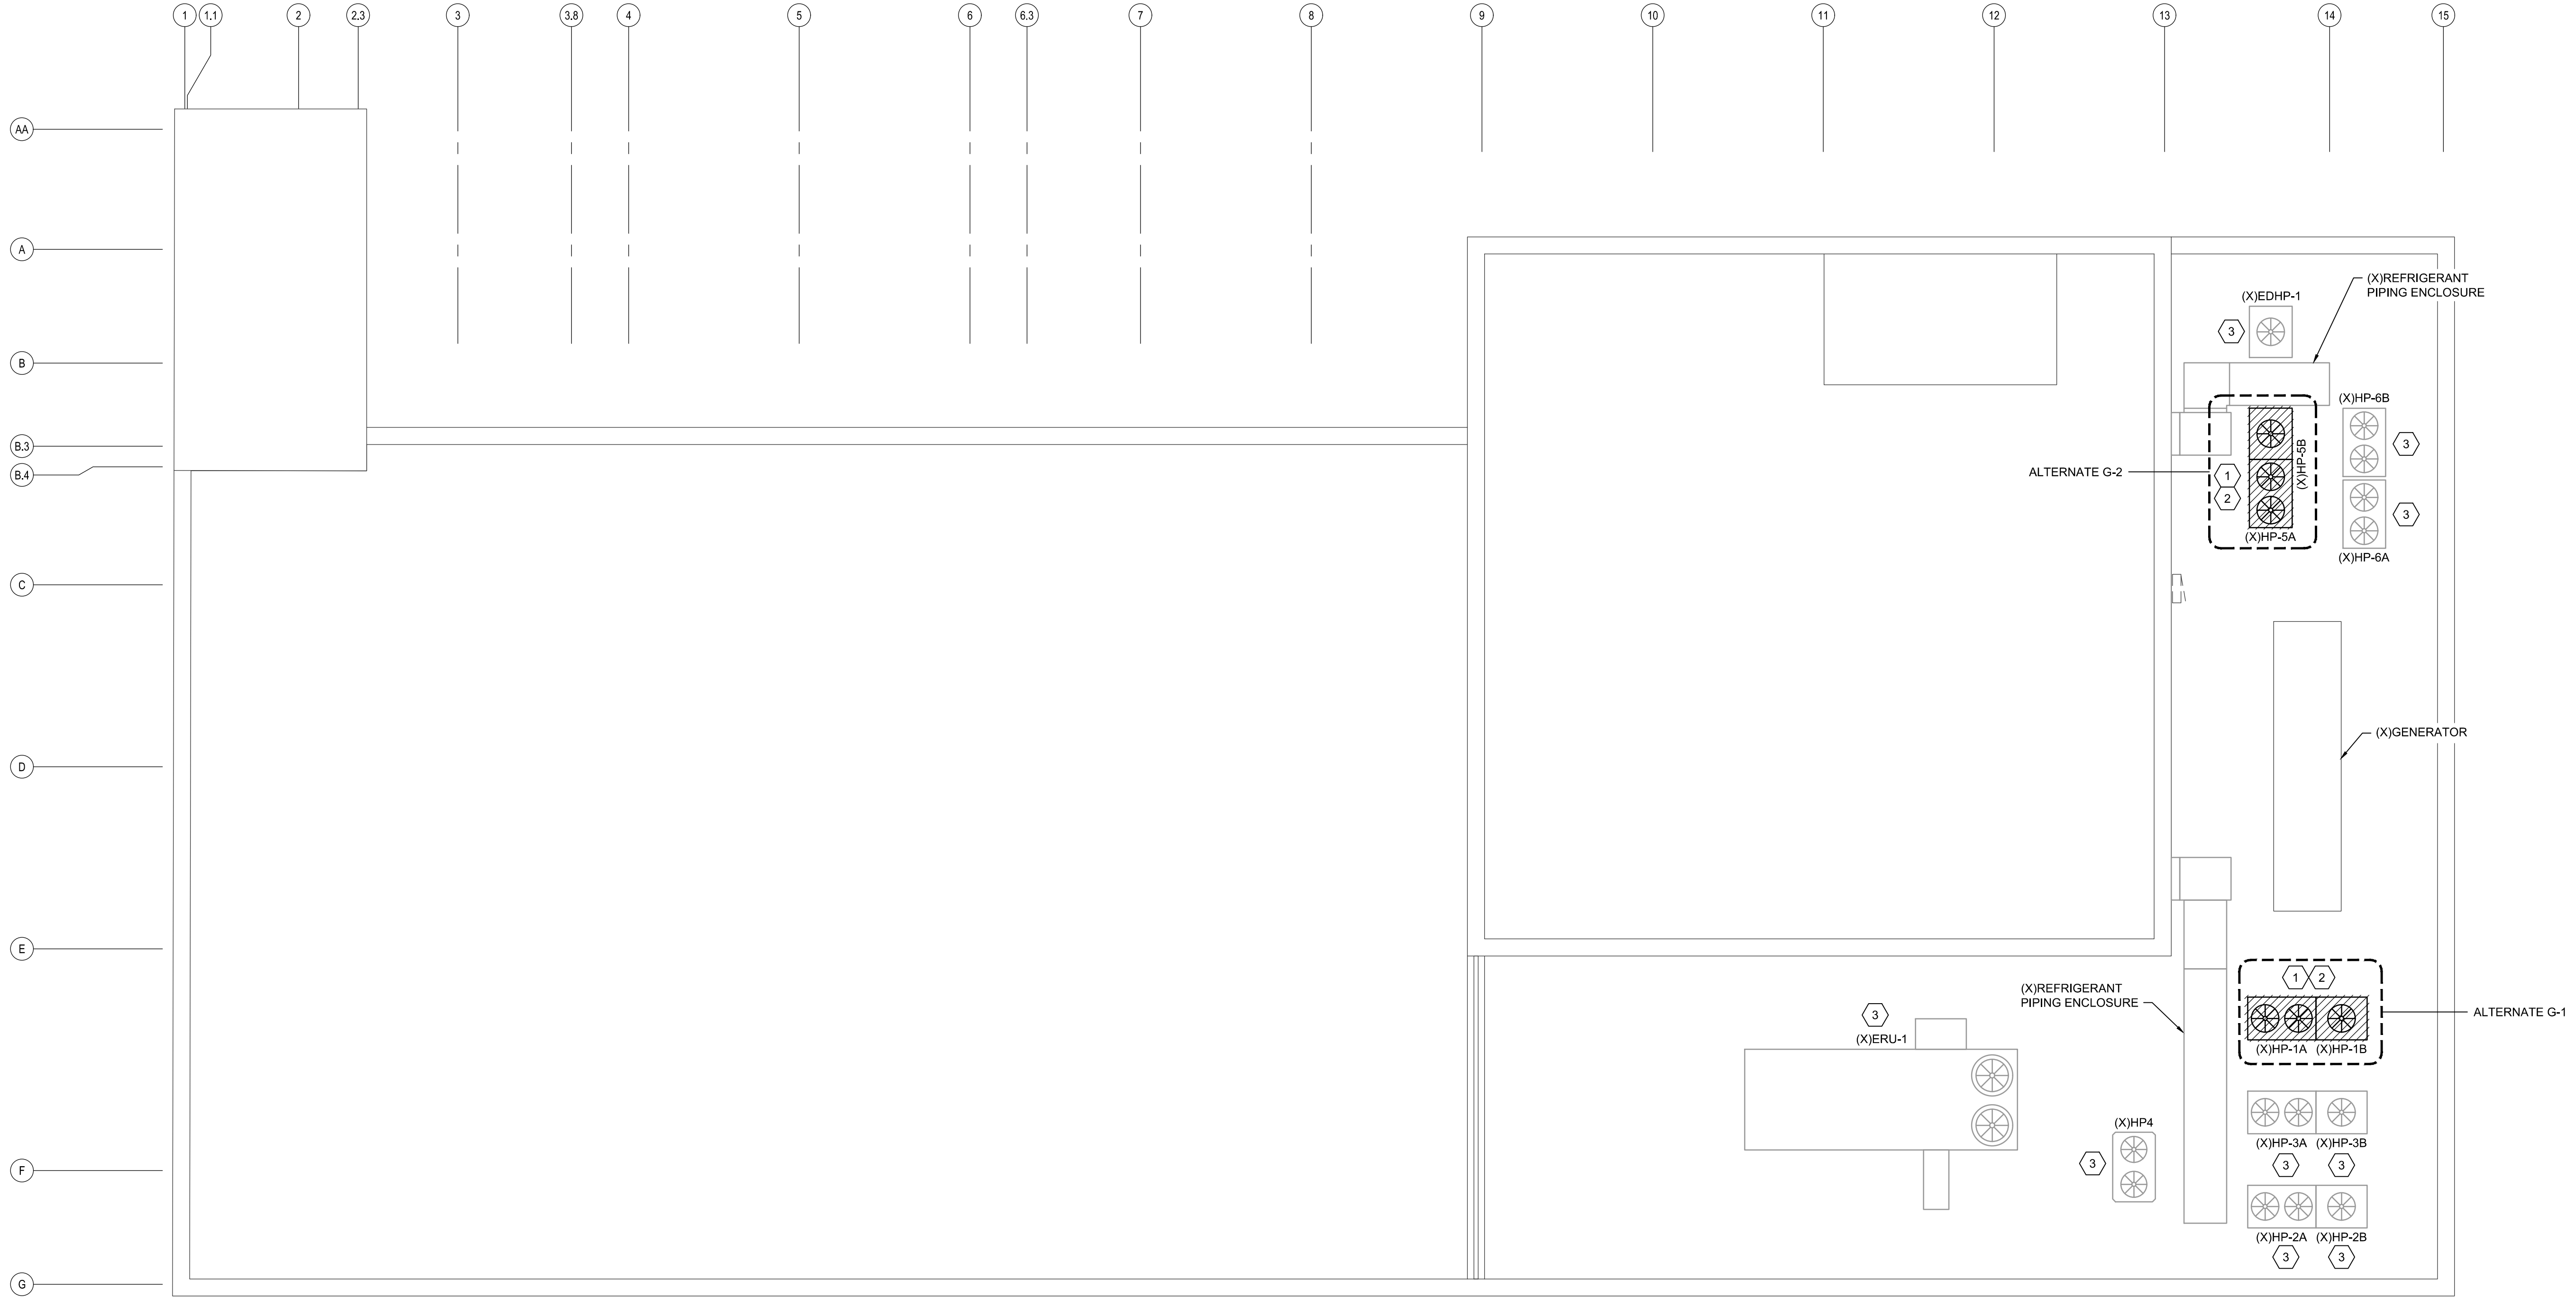 1 1.1 2 2.3 3 3.8 4 5 6 6.3 7 8 9 10 11 12 13 14 15
AA
A
(X)REFRIGERANT
PIPING ENCLOSURE
(X)EDHP-1
3
B
(X)HP-6B
B.3
3
(X)HP-5B
B.4
ALTERNATE G-2
1
2
3
(X)HP-5A
(X)HP-6A
C
(X)GENERATOR
D
E
1 2
(X)REFRIGERANT
PIPING ENCLOSURE
ALTERNATE G-1
3
(X)ERU-1
(X)HP-1A (X)HP-1B
(X)HP4
(X)HP-3A (X)HP-3B
3
3 3
F
(X)HP-2A (X)HP-2B
3 3
G